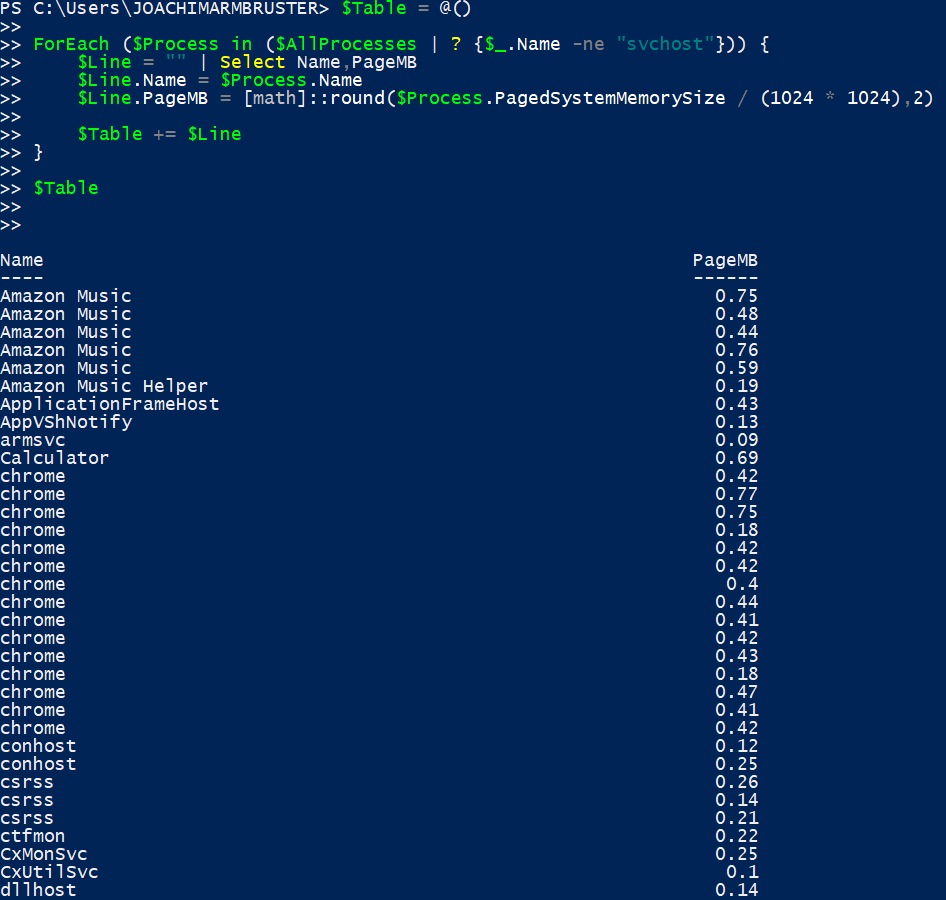 PS C:\Users\JOACHIMARMBRUSTER> $Table = @()
>>
>> ForEach ($Process in ($AllProcesses | ? {$_.Name -ne "svchost"})) {
>>     $Line = "" | Select Name,PageMB
>>     $Line.Name = $Process.Name
>>     $Line.PageMB = [math]::round($Process.PagedSystemMemorySize / (1024 * 1024),2)
>>
>>     $Table += $Line
>> }
>>
>> $Table
>>
>>
Name PageMB
---- ------
Amazon Music 0.75
Amazon Music 0.48
Amazon Music 0.44
Amazon Music 0.76
Amazon Music 0.59
Amazon Music Helper 0.19
ApplicationFrameHost 0.43
AppVShNotify 0.13
armsvc 0.09
Calculator 0.69
chrome 0.42
chrome 0.77
chrome 0.75
chrome 0.18
chrome 0.42
chrome 0.42
chrome 0.4
chrome 0.44
chrome 0.41
chrome 0.42
chrome 0.43
chrome 0.18
chrome 0.47
chrome 0.41
chrome 0.42
conhost 0.12
conhost 0.25
csrss 0.26
csrss 0.14
csrss 0.21
ctfmon 0.22
CxMonSvc 0.25
CxUtilSvc 0.1
dllhost 0.14